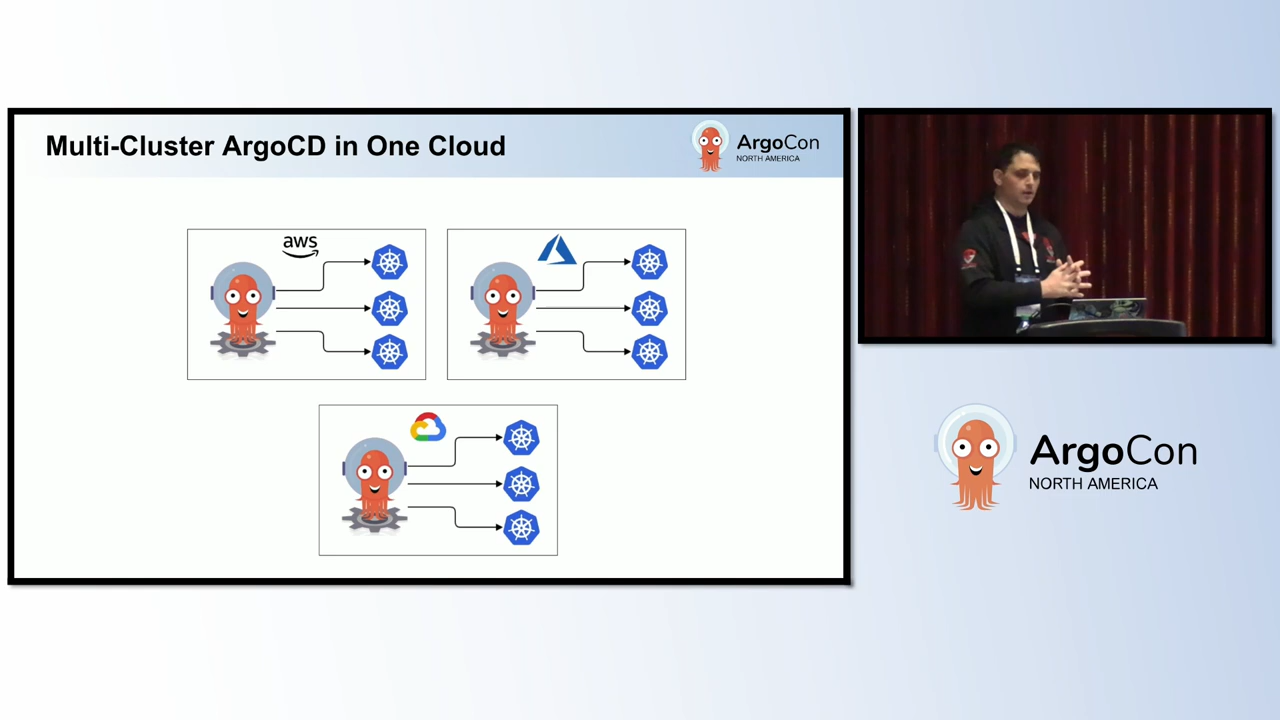 Multi-Cluster ArgoCD in One Cloud
ArgoCon
NORTH AMERICA
aws
ArgoCon
NORTH AMERICA